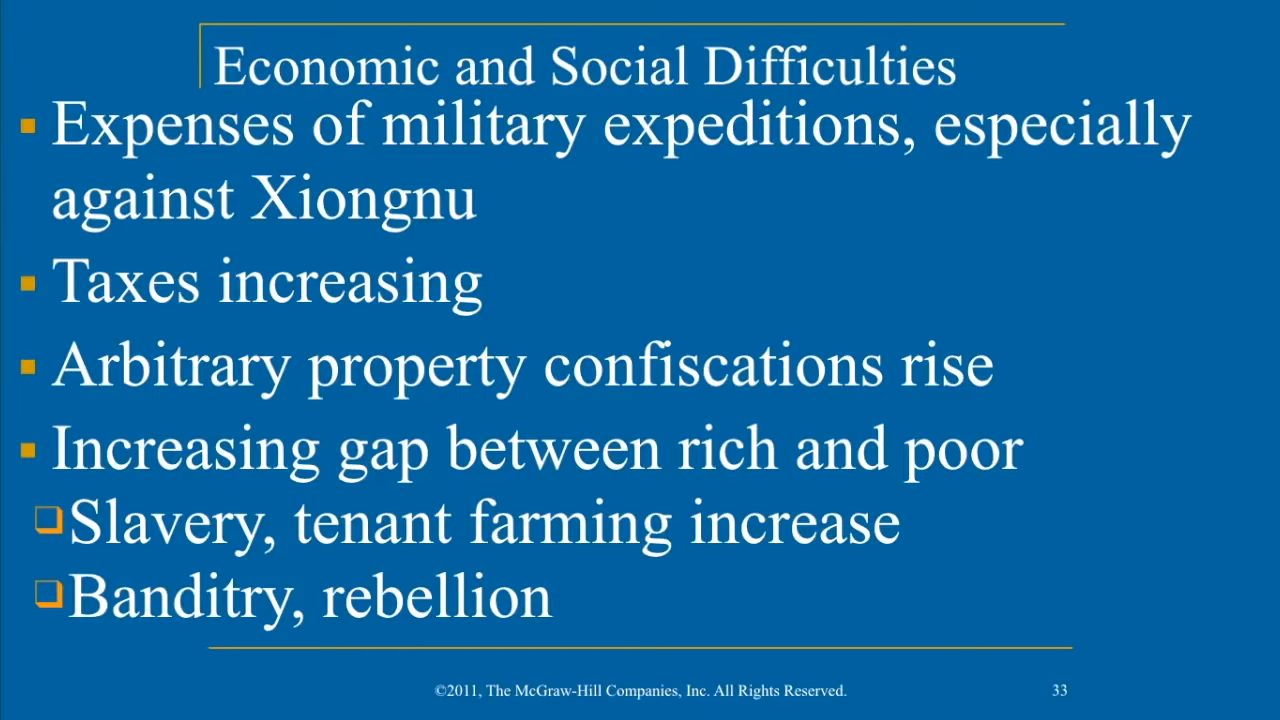 Economic and Social Difficulties
Expenses of military expeditions, especially
against Xiongnu
Taxes increasing
Arbitrary property confiscations rise
Increasing gap between rich and poor
Slavery, tenant farming increase
Banditry, rebellion
©2011, The McGraw-Hill Companies, Inc. All Rights Reserved.
33